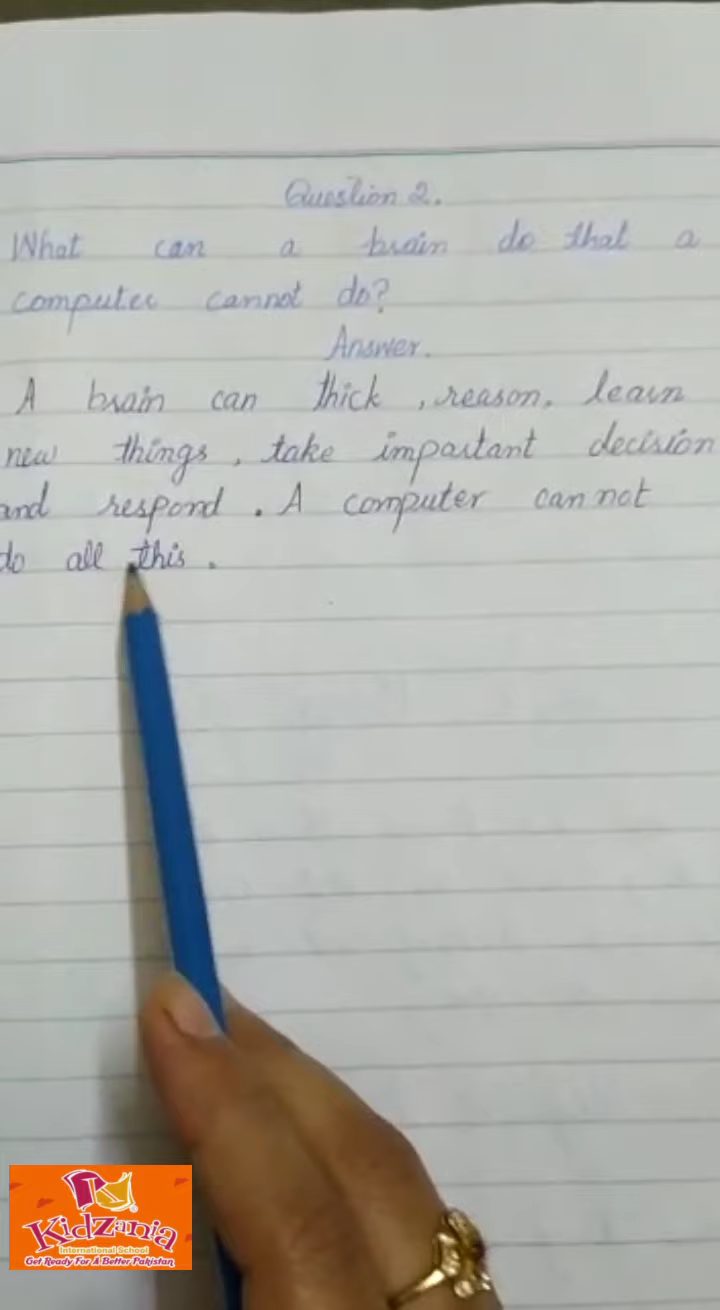 Question 2.
What can a brain do that a
computer cannot do?
Answer.
A brain can thick , reason, learn
new things, take important decision
and respond . A computer can not
do all this .
KidZania
International School
Get Ready For A Better Pakistan